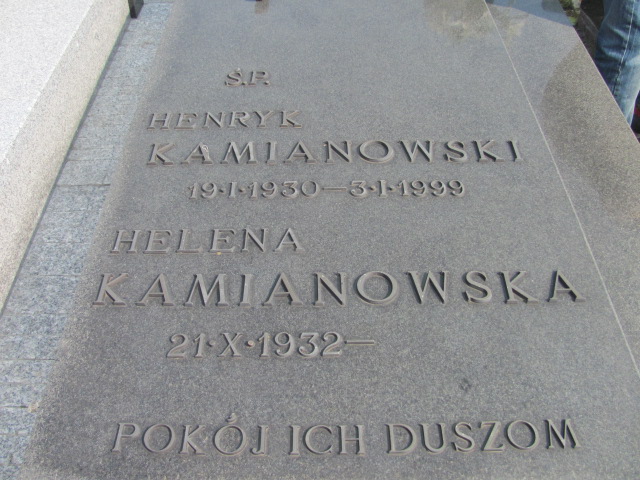 Ś.P.
HENRYK
KAMIANOWSKI
19·I·1930–3·I·1999
HELENA
KAMIANOWSKA
21·X·1932–
POKÓJ ICH DUSZOM